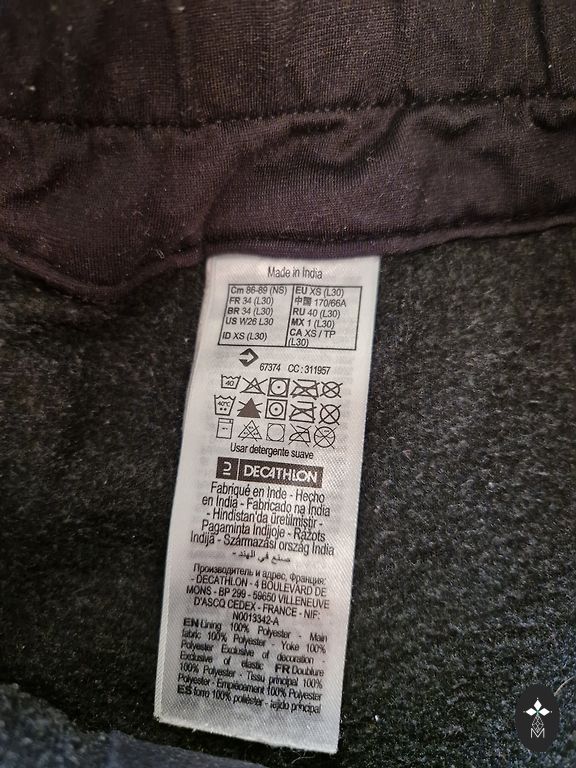 Made in India
Cm 86-89 (NS) EU XS (L30)
FR 34 (L30) 中國 170/66A
BR 34 (L30) RU 40 (L30)
US W26 L30 MX 1 (L30)
ID XS (L30) CA XS / TP (L30)
67374 CC : 311957
40
40°C
Usar detergente suave
DECATHLON
Fabriqué en Inde - Hecho
en India - Fabricado na Índia
- Hindistan'da üretilmiştir -
Pagaminta Indijoje - Ražots
Indijā - Származási ország India
- صنع في الهند -
Производитель и адрес, Франция:
- DECATHLON - 4 BOULEVARD DE
MONS - BP 299 - 59650 VILLENEUVE
D'ASCQ CEDEX - FRANCE - NIF:
N0013342-A
EN Lining 100% Polyester - Main
fabric 100% Polyester - Yoke 100%
Polyester Exclusive of decoration -
Exclusive of elastic FR Doublure
100% Polyester - Tissu principal 100%
Polyester - Empiècement 100% Polyester
ES forro 100% poliéster - tejido principal
M